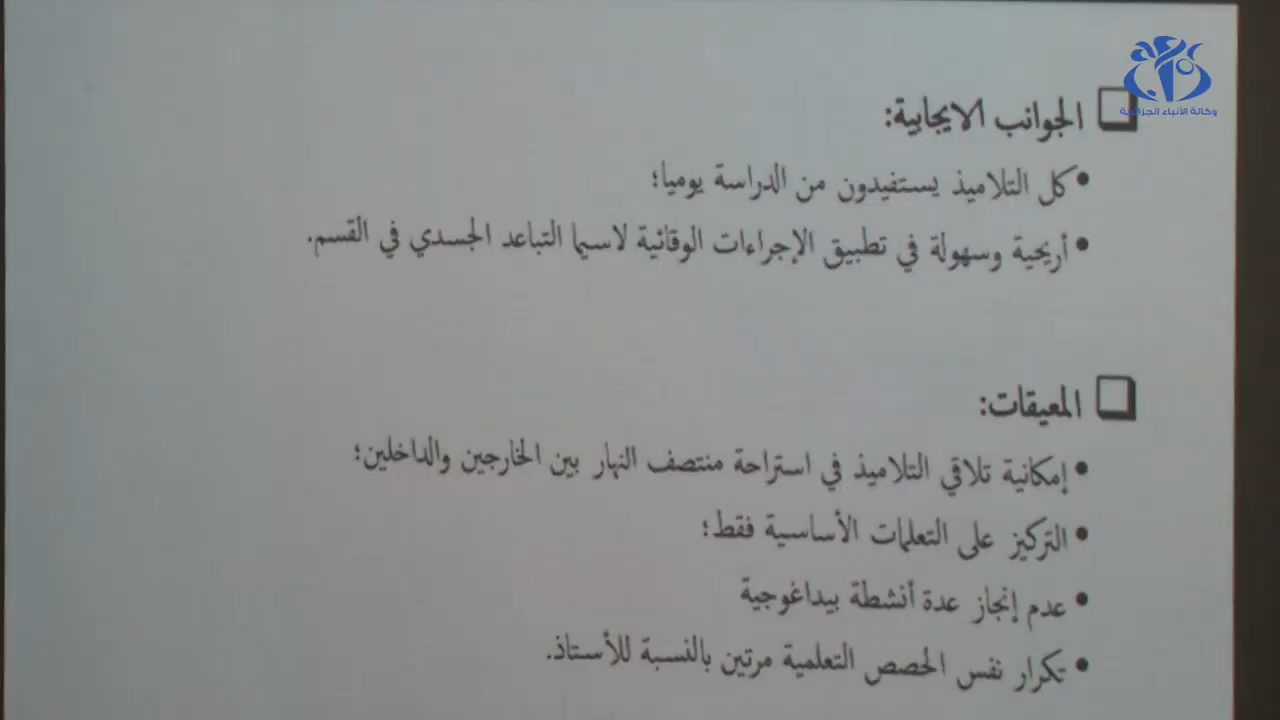 وكالة الأنباء الجزائرية
الجوانب الايجابية:
•كل التلاميذ يستفيدون من الدراسة يوميا؛
•أريحية وسهولة في تطبيق الإجراءات الوقائية لاسيما التباعد الجسدي في القسم.
المعيقات:
•إمكانية تلاقي التلاميذ في استراحة منتصف النهار بين الخارجين والداخلين؛
•التركيز على التعلمات الأساسية فقط؛
•عدم إنجاز عدة أنشطة بيداغوجية
•تكرار نفس الحصص التعلمية مرتين بالنسبة للأستاذ.